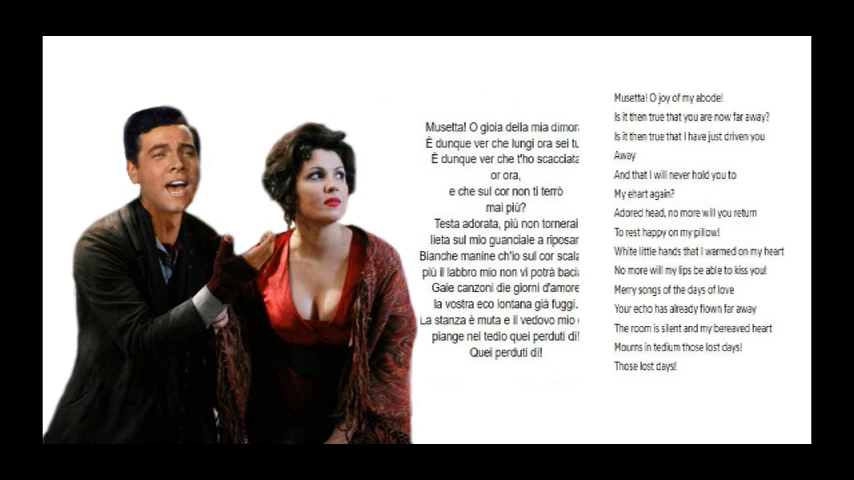 Musetta! O gioia della mia dimora
È dunque ver che lungi ora sei tu
È dunque ver che t'ho scacciata
or ora,
e che sul cor non ti terrò
mai più?
Testa adorata, più non tornerai
lieta sul mio guanciale a riposar
Bianche manine ch'io sul cor scala
più il labbro mio non vi potrà bacia
Gaie canzoni die giorni d'amore
la vostra eco lontana già fuggì.
La stanza è muta e il vedovo mio
piange nel tedio quei perduti dì!
Quei perduti dì!
Musetta! O joy of my abode!
Is it then true that you are now far away?
Is it then true that I have just driven you
Away
And that I will never hold you to
My ehart again?
Adored head, no more will you return
To rest happy on my pillow!
White little hands that I warmed on my heart
No more will my lips be able to kiss you!
Merry songs of the days of love
Your echo has already flown far away
The room is silent and my bereaved heart
Mourns in tedium those lost days!
Those lost days!